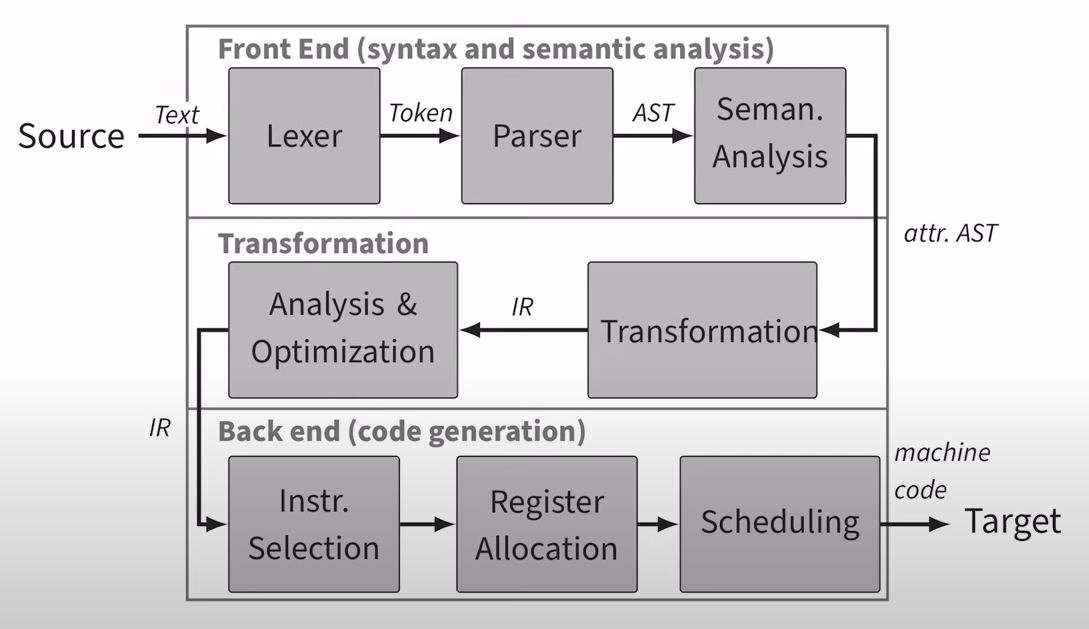 Front End (syntax and semantic analysis)
Source
Text
Lexer
Token
Parser
AST
Seman.
Analysis
attr. AST
Transformation
Transformation
IR
Analysis &
Optimization
IR
Back end (code generation)
Instr.
Selection
Register
Allocation
Scheduling
machine
code
Target